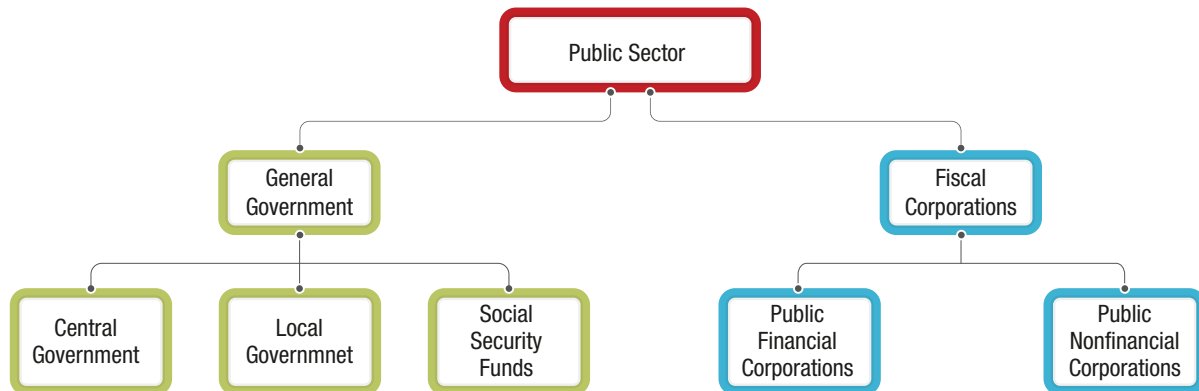 Public Sector
General
Government
Fiscal
Corporations
Central
Government
Local
Governmnet
Social
Security
Funds
Public
Financial
Corporations
Public
Nonfinancial
Corporations